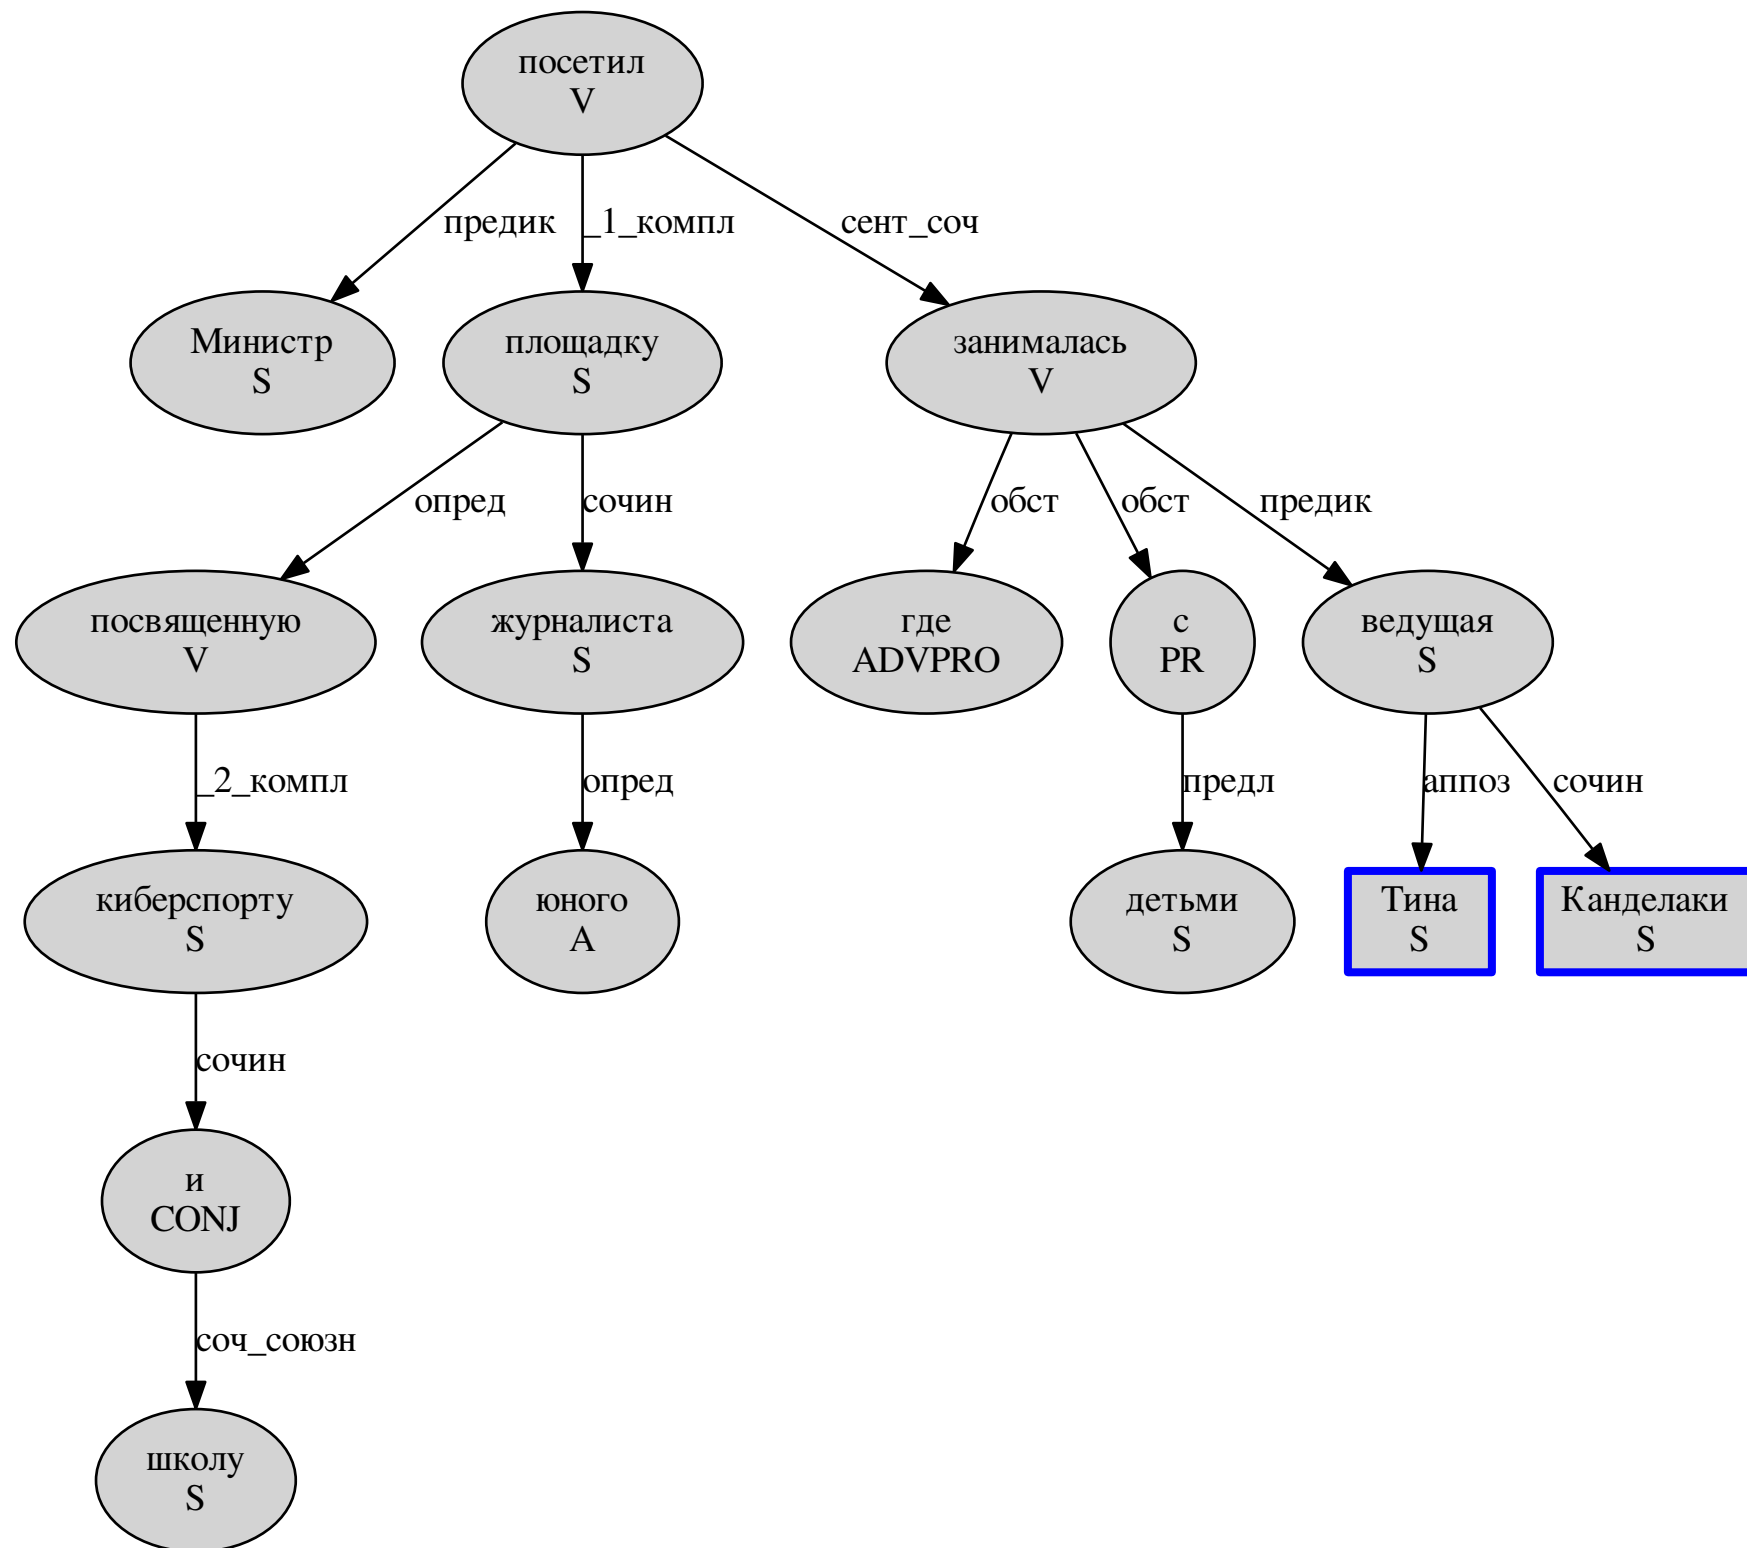 посетил
V
предик
_1_компл
сент_соч
Министр
S
площадку
S
занималась
V
опред
сочин
обст
обст
предик
посвященную
V
журналиста
S
где
ADVPRO
с
PR
ведущая
S
_2_компл
опред
предл
аппоз
сочин
киберспорту
S
юного
A
детьми
S
Тина
S
Канделаки
S
сочин
и
CONJ
соч_союзн
школу
S